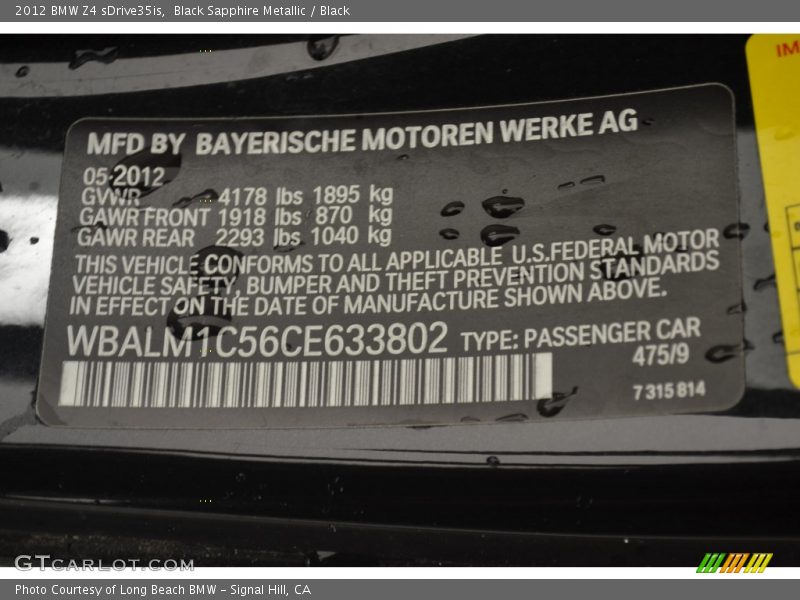 2012 BMW Z4 sDrive35is, Black Sapphire Metallic / Black
IM
MFD BY BAYERISCHE MOTOREN WERKE AG
05-2012
GVWR 4178 lbs 1895 kg
GAWR FRONT 1918 lbs 870 kg
GAWR REAR 2293 lbs 1040 kg
THIS VEHICLE CONFORMS TO ALL APPLICABLE U.S.FEDERAL MOTOR
VEHICLE SAFETY, BUMPER AND THEFT PREVENTION STANDARDS
IN EFFECT ON THE DATE OF MANUFACTURE SHOWN ABOVE.
WBALM1C56CE633802 TYPE: PASSENGER CAR
475/9
7 315 814
GTCARLOT.COM
Photo Courtesy of Long Beach BMW – Signal Hill, CA